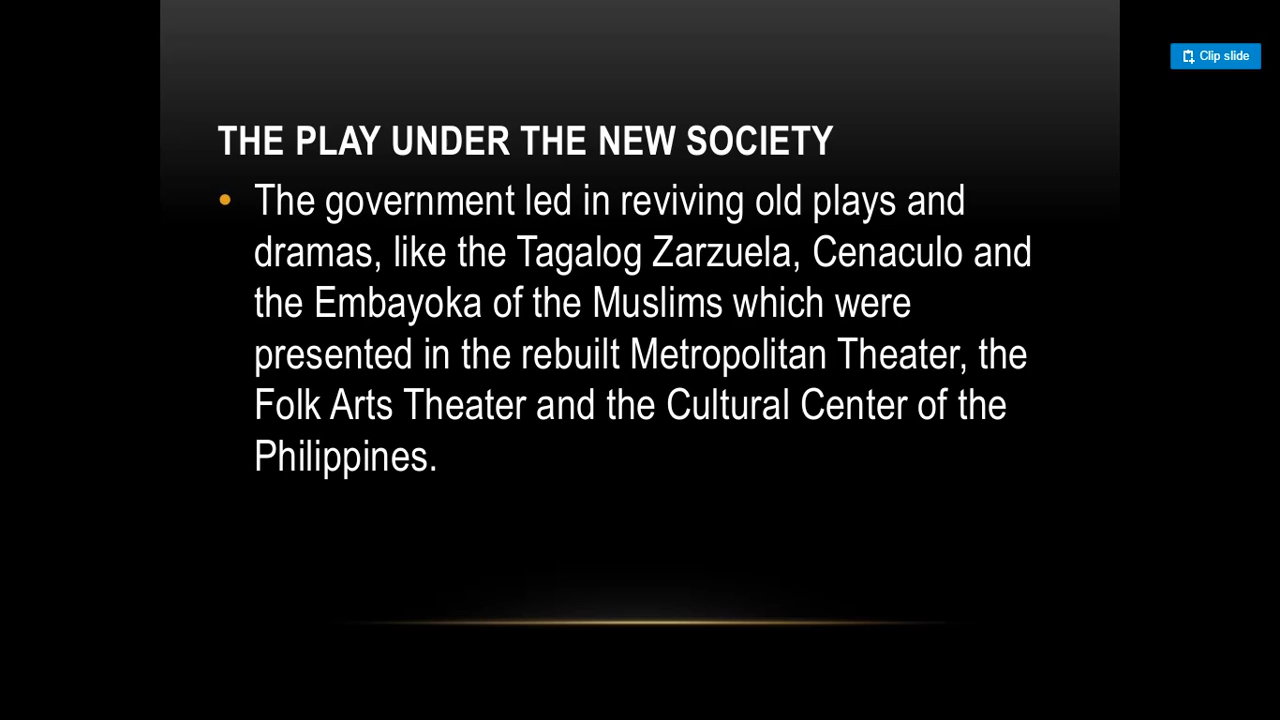 Clip slide
THE PLAY UNDER THE NEW SOCIETY
• The government led in reviving old plays and
dramas, like the Tagalog Zarzuela, Cenaculo and
the Embayoka of the Muslims which were
presented in the rebuilt Metropolitan Theater, the
Folk Arts Theater and the Cultural Center of the
Philippines.